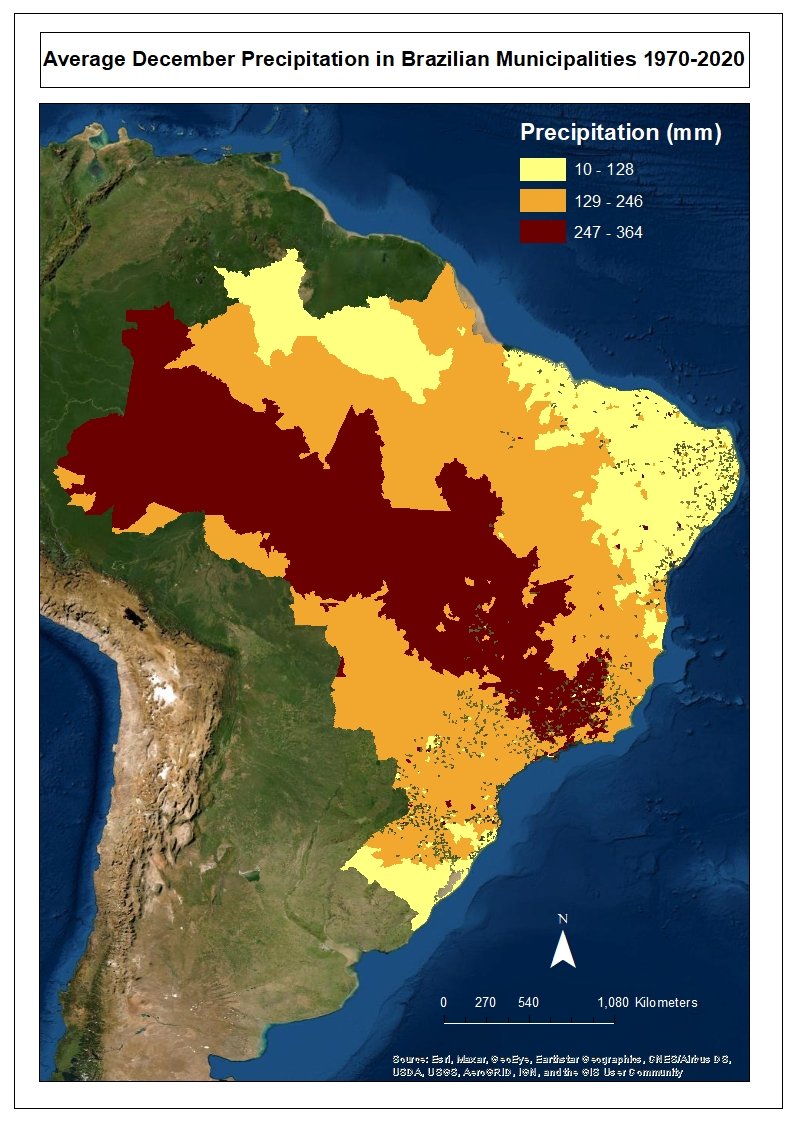 Average December Precipitation in Brazilian Municipalities 1970-2020
Precipitation (mm)
10 - 128
129 - 246
247 - 364
N
0 270 540 1,080 Kilometers
Source: Esri, Maxar, GeoEye, Earthstar Geographics, CNES/Airbus DS,
USDA, USGS, AeroGRID, IGN, and the GIS User Community